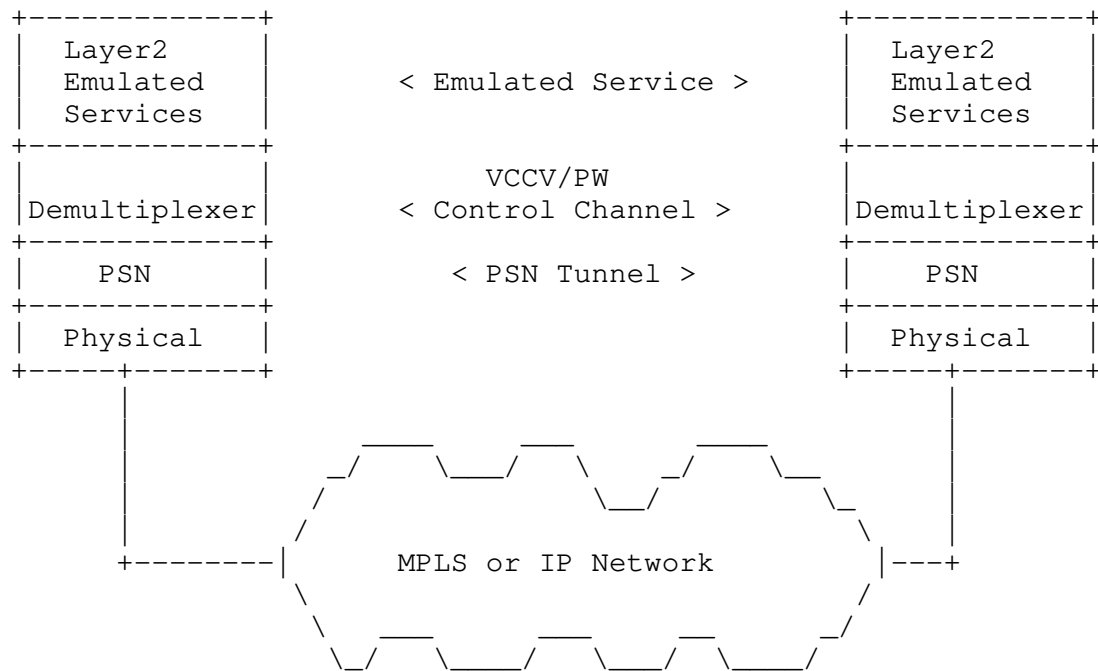 Layer2 Layer2
Emulated < Emulated Service > Emulated
Services Services
VCCV/PW
Demultiplexer < Control Channel > Demultiplexer
PSN < PSN Tunnel > PSN
Physical Physical
MPLS or IP Network